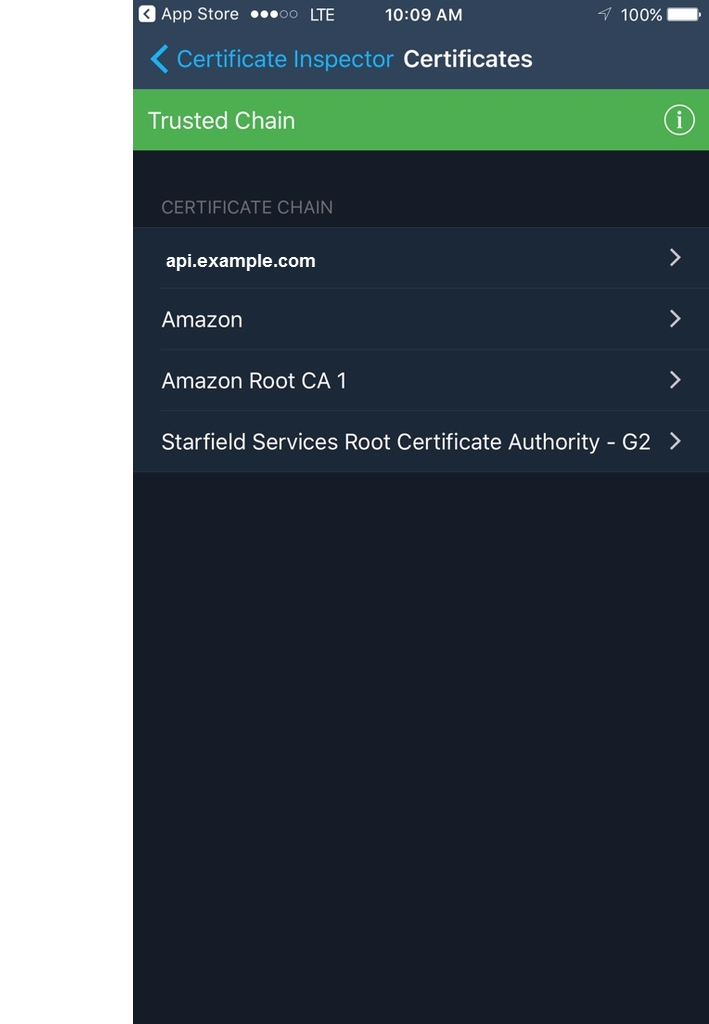 App Store LTE 10:09 AM 100%
Certificate Inspector Certificates
Trusted Chain i
CERTIFICATE CHAIN
api.example.com
Amazon
Amazon Root CA 1
Starfield Services Root Certificate Authority - G2